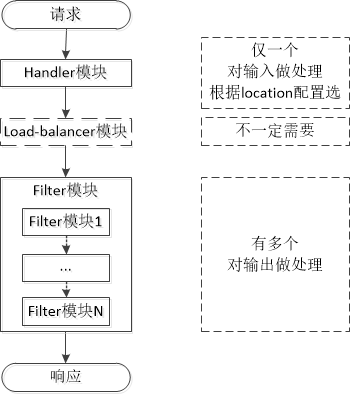 请求
Handler模块
仅一个
对输入做处理
根据location配置选
Load-balancer模块
不一定需要
Filter模块
Filter模块1
...
Filter模块N
有多个
对输出做处理
响应